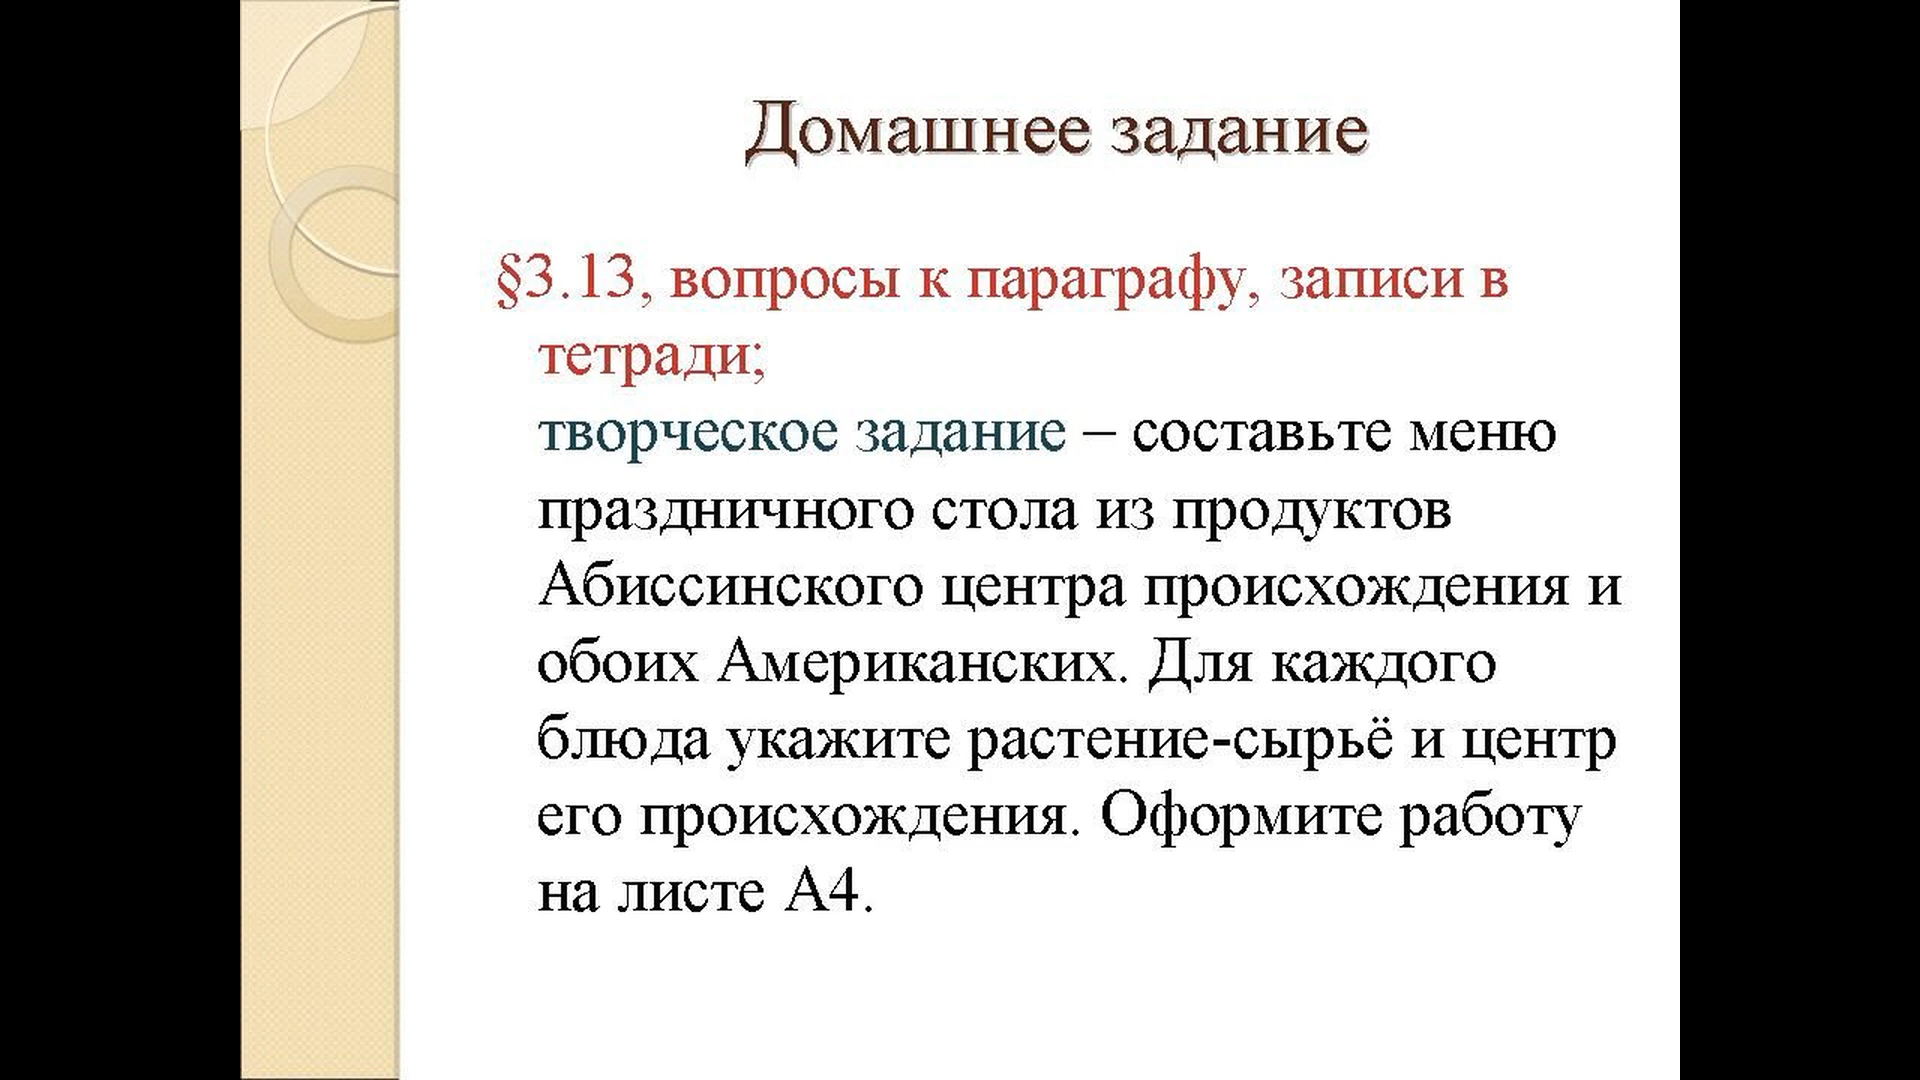 Домашнее задание
§3.13, вопросы к параграфу, записи в
тетради;
творческое задание – составьте меню
праздничного стола из продуктов
Абиссинского центра происхождения и
обоих Американских. Для каждого
блюда укажите растение-сырьё и центр
его происхождения. Оформите работу
на листе А4.